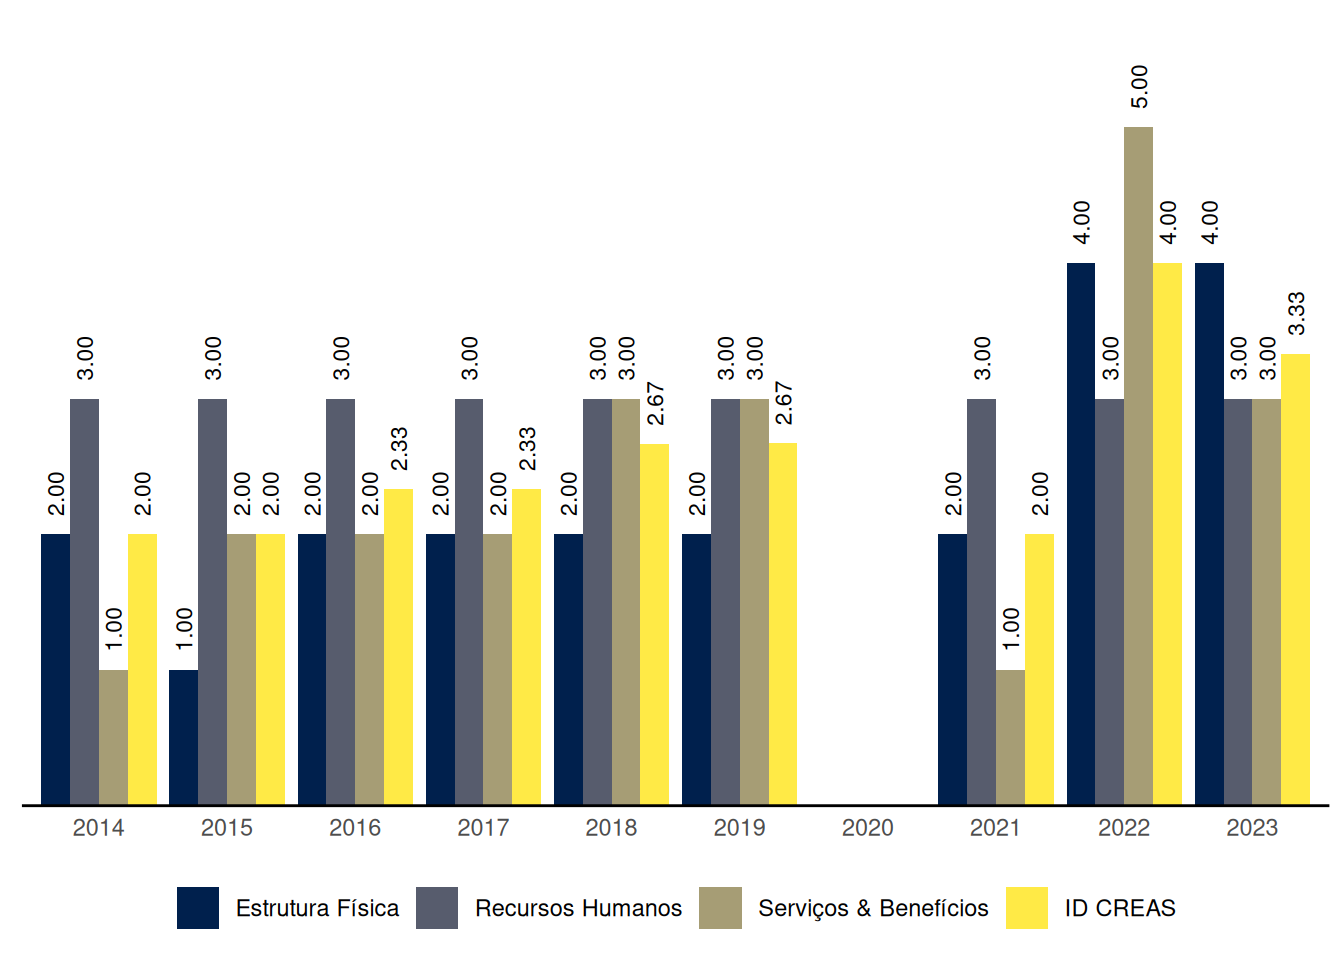 5.00
4.00 4.00 4.00
3.33
3.00 3.00 3.00 3.00 3.00 3.00 3.00 3.00 3.00 3.00 3.00 3.00
2.67 2.67
2.33 2.33
2.00 2.00 2.00 2.00 2.00 2.00 2.00 2.00 2.00 2.00 2.00 2.00
1.00 1.00 1.00
2014 2015 2016 2017 2018 2019 2020 2021 2022 2023
Estrutura Física Recursos Humanos Serviços & Benefícios ID CREAS